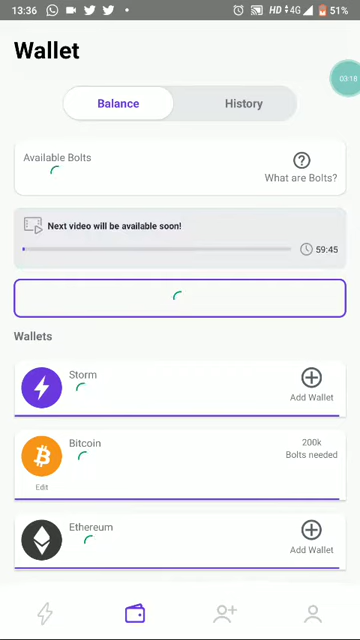 13:36
HD 4G 51%
Wallet
03:18
Balance
History
Available Bolts
What are Bolts?
Next video will be available soon!
59:45
Wallets
Storm
Add Wallet
Bitcoin
200k
Bolts needed
Edit
Ethereum
Add Wallet